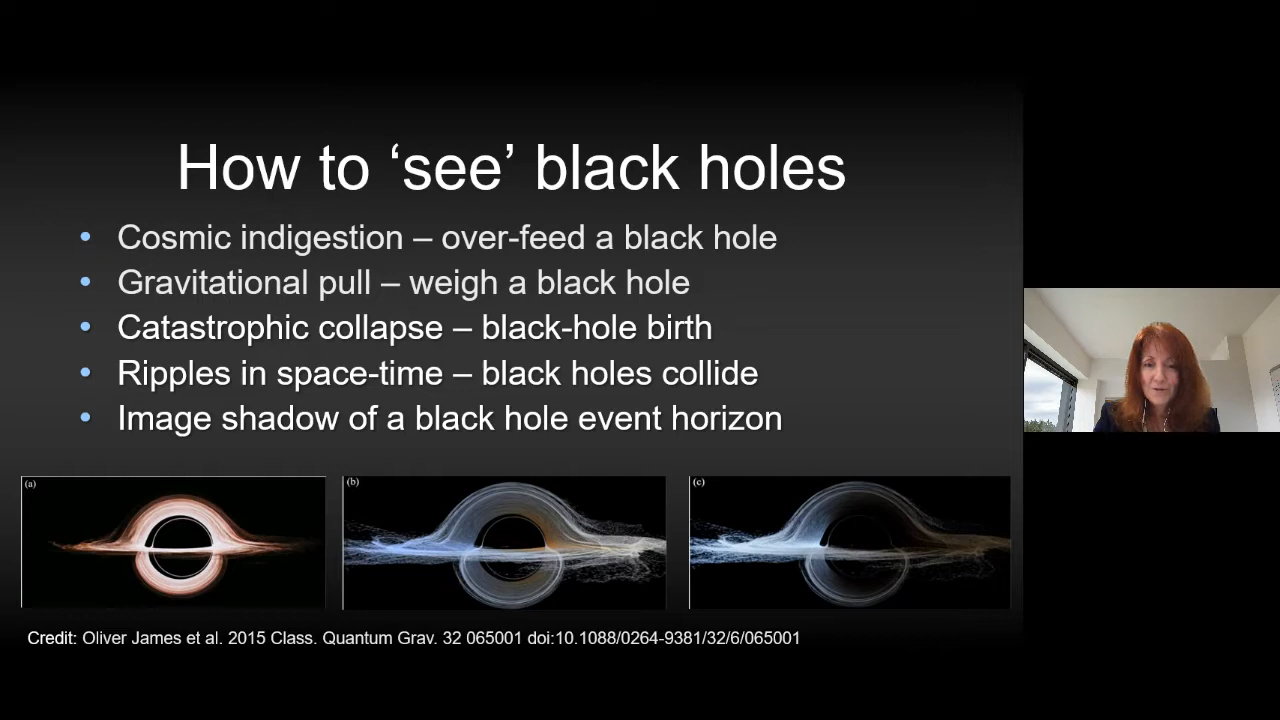 How to ‘see’ black holes
• Cosmic indigestion – over-feed a black hole
• Gravitational pull – weigh a black hole
• Catastrophic collapse – black-hole birth
• Ripples in space-time – black holes collide
• Image shadow of a black hole event horizon
(a)
(b)
(c)
Credit: Oliver James et al. 2015 Class. Quantum Grav. 32 065001 doi:10.1088/0264-9381/32/6/065001